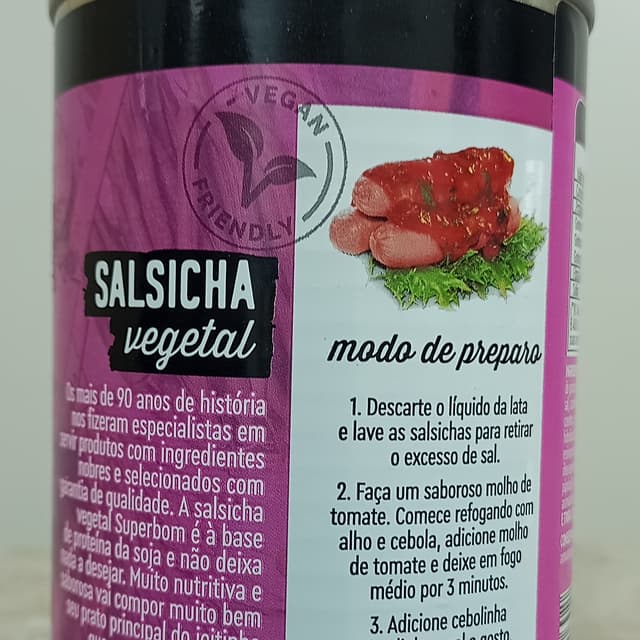 VEGAN
FRIENDLY
SALSICHA
vegetal
Os mais de 90 anos de história
nos fizeram especialistas em
servir produtos com ingredientes
nobres e selecionados com
garantia de qualidade. A salsicha
vegetal Superbom é à base
de proteína da soja e não deixa
nada a desejar. Muito nutritiva e
saborosa vai compor muito bem
seu prato principal do jeitinho
modo de preparo
1. Descarte o líquido da lata
e lave as salsichas para retirar
o excesso de sal.
2. Faça um saboroso molho de
tomate. Comece refogando com
alho e cebola, adicione molho
de tomate e deixe em fogo
médio por 3 minutos.
3. Adicione cebolinha